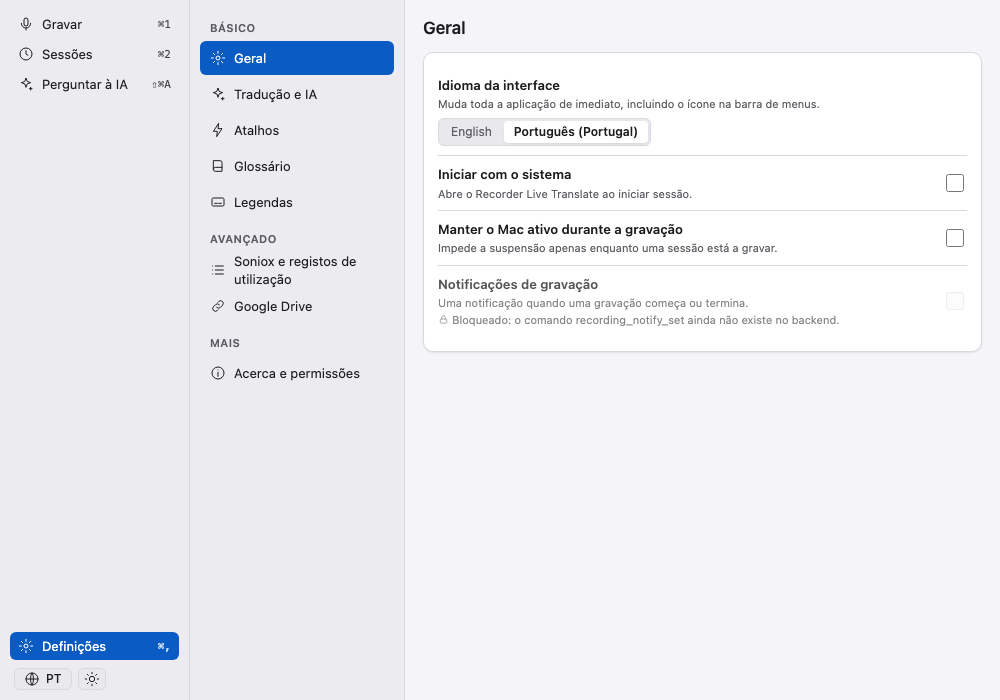 Gravar ⌘1
Sessões ⌘2
Perguntar à IA ⇧⌘A
Definições ⌘,
PT
BÁSICO
Geral
Tradução e IA
Atalhos
Glossário
Legendas
AVANÇADO
Soniox e registos de
utilização
Google Drive
MAIS
Acerca e permissões
Geral
Idioma da interface
Muda toda a aplicação de imediato, incluindo o ícone na barra de menus.
English Português (Portugal)
Iniciar com o sistema
Abre o Recorder Live Translate ao iniciar sessão.
Manter o Mac ativo durante a gravação
Impede a suspensão apenas enquanto uma sessão está a gravar.
Notificações de gravação
Uma notificação quando uma gravação começa ou termina.
Bloqueado: o comando recording_notify_set ainda não existe no backend.